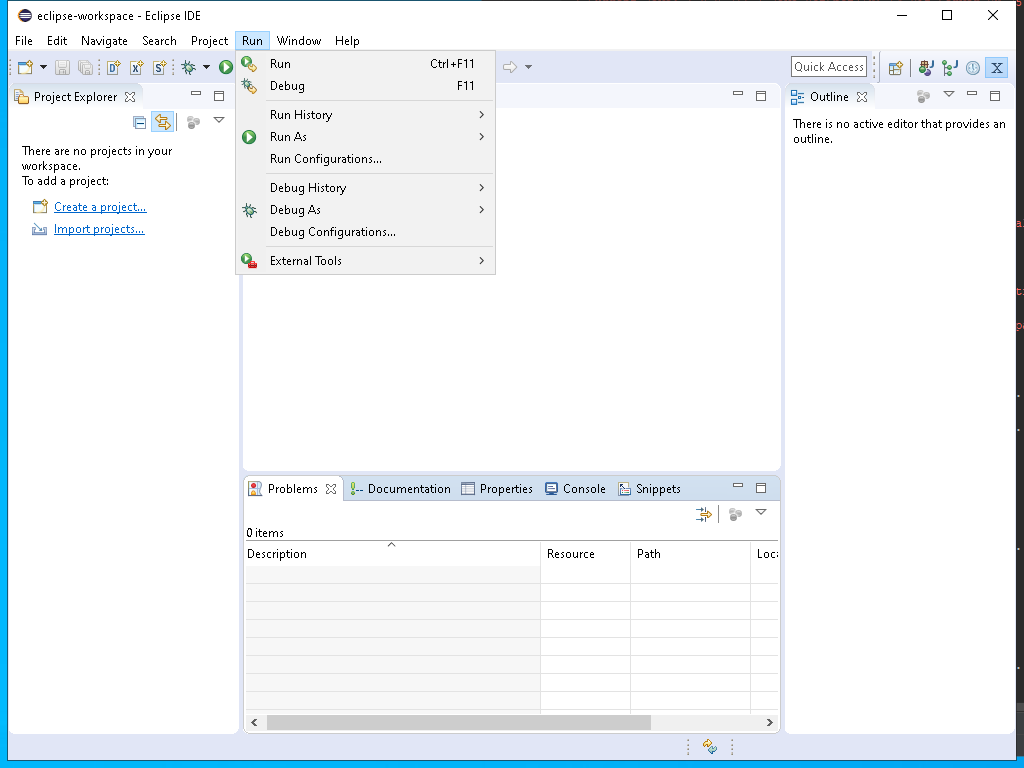 eclipse-workspace - Eclipse IDE
File Edit Navigate Search Project Run Window Help
Quick Access
Run Ctrl+F11
Debug F11
Run History
Run As
Run Configurations...
Debug History
Debug As
Debug Configurations...
External Tools
Project Explorer
There are no projects in your
workspace.
To add a project:
Create a project...
Import projects...
Outline
There is no active editor that provides an
outline.
Problems Documentation Properties Console Snippets
0 items
Description Resource Path